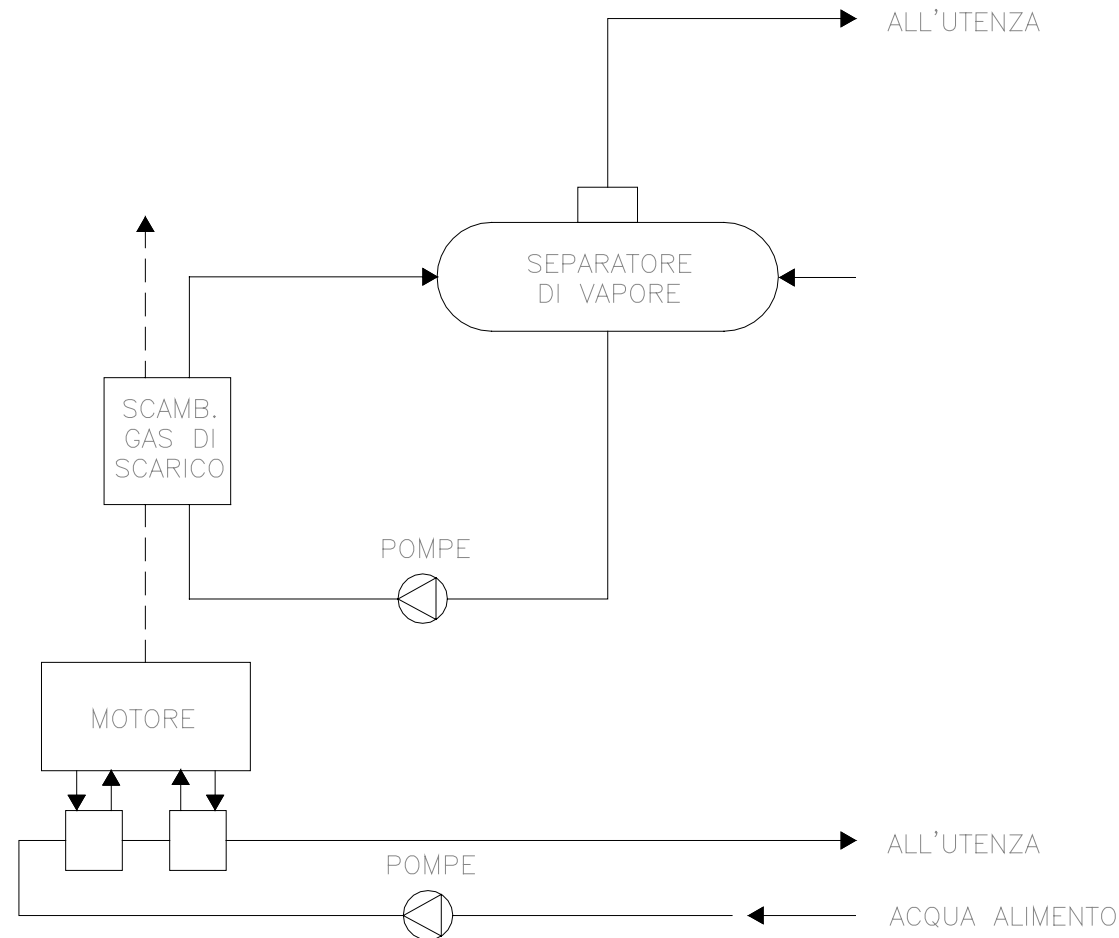 ALL'UTENZA
SEPARATORE
DI VAPORE
SCAMB.
GAS DI
SCARICO
POMPE
MOTORE
ALL'UTENZA
POMPE
ACQUA ALIMENTO